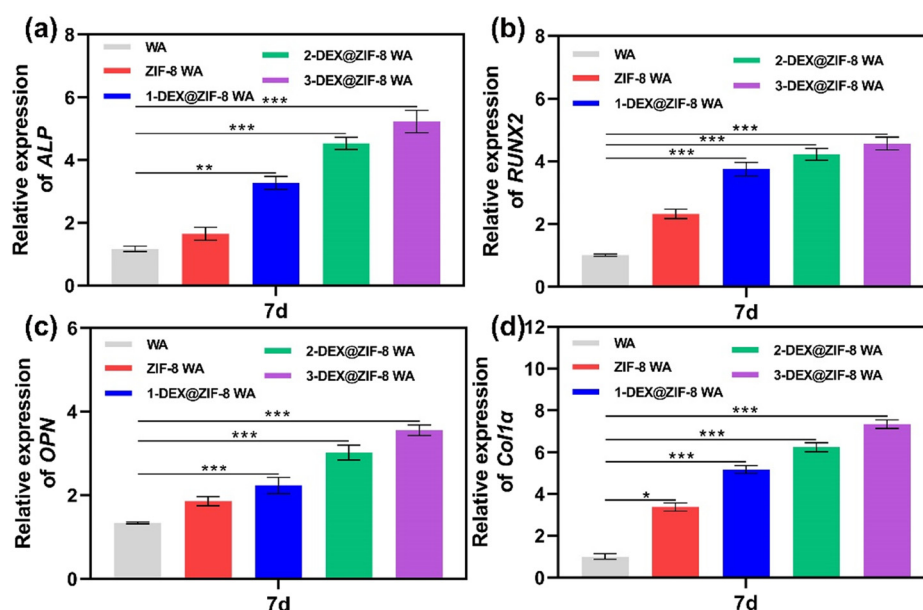 (a)
WA
ZIF-8 WA
1-DEX@ZIF-8 WA
2-DEX@ZIF-8 WA
3-DEX@ZIF-8 WA
Relative expression
of ALP
8
6
4
2
0
***
***
**
7d
(b)
WA
ZIF-8 WA
1-DEX@ZIF-8 WA
2-DEX@ZIF-8 WA
3-DEX@ZIF-8 WA
Relative expression
of RUNX2
8
6
4
2
0
***
***
***
7d
(c)
WA
ZIF-8 WA
1-DEX@ZIF-8 WA
2-DEX@ZIF-8 WA
3-DEX@ZIF-8 WA
Relative expression
of OPN
6
4
2
0
***
***
***
7d
(d)
WA
ZIF-8 WA
1-DEX@ZIF-8 WA
2-DEX@ZIF-8 WA
3-DEX@ZIF-8 WA
Relative expression
of Col1α
12
10
8
6
4
2
0
***
***
***
*
7d